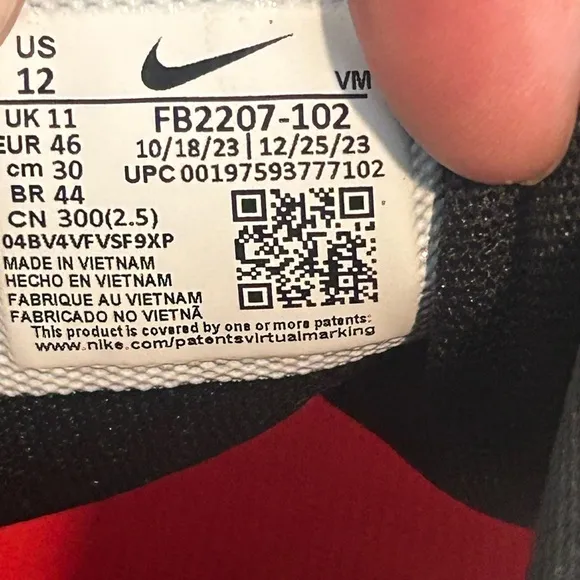 US
12
VM
UK 11
EUR 46
cm 30
BR 44
CN 300(2.5)
FB2207-102
10/18/23 | 12/25/23
UPC 00197593777102
04BV4VFVSF9XP
MADE IN VIETNAM
HECHO EN VIETNAM
FABRIQUE AU VIETNAM
FABRICADO NO VIETNÃ
This product is covered by one or more patents:
www.nike.com/patentsvirtualmarking